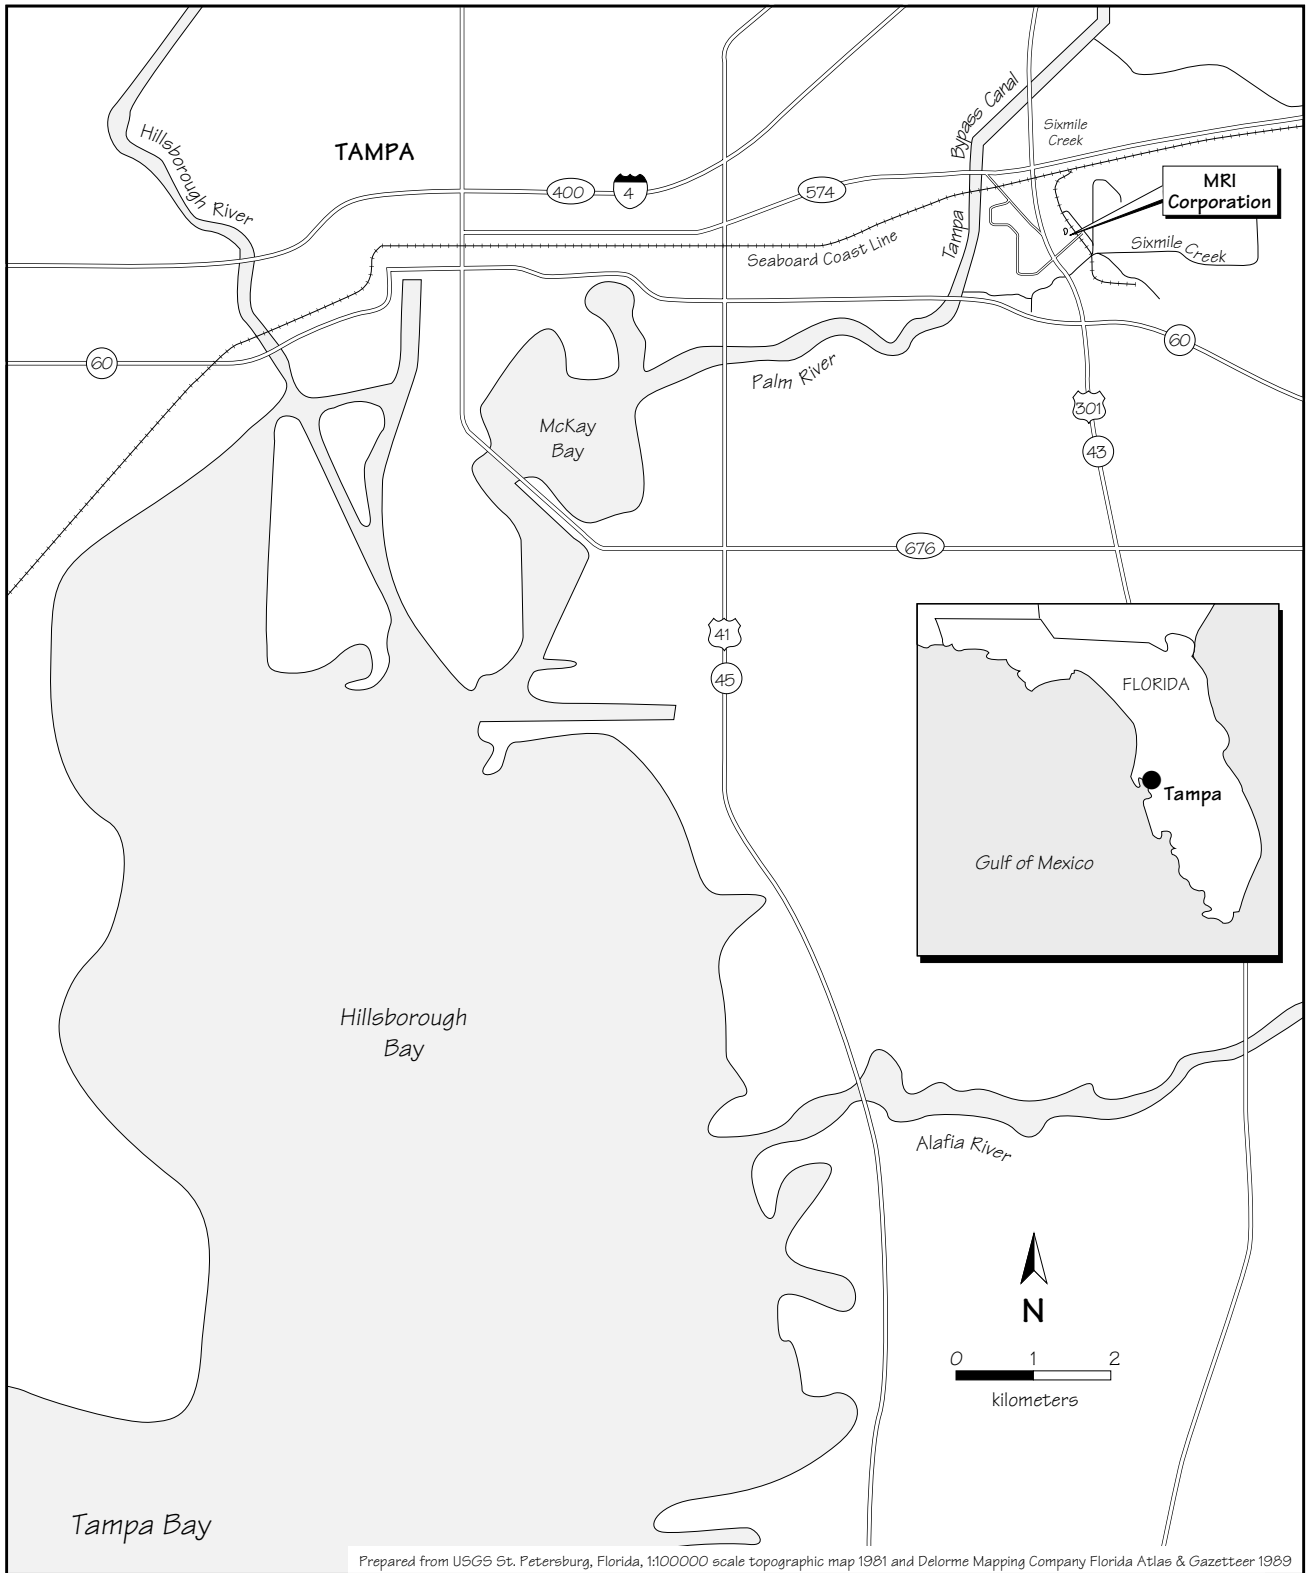 Hillsborough River
TAMPA
400
4
574
Tampa Bypass Canal
Sixmile
Creek
MRI
Corporation
Sixmile Creek
Seaboard Coast Line
60
60
Palm River
McKay
Bay
301
43
676
41
45
FLORIDA
Tampa
Gulf of Mexico
Hillsborough
Bay
Alafia River
N
0 1 2
kilometers
Tampa Bay
Prepared from USGS St. Petersburg, Florida, 1:100000 scale topographic map 1981 and Delorme Mapping Company Florida Atlas & Gazetteer 1989